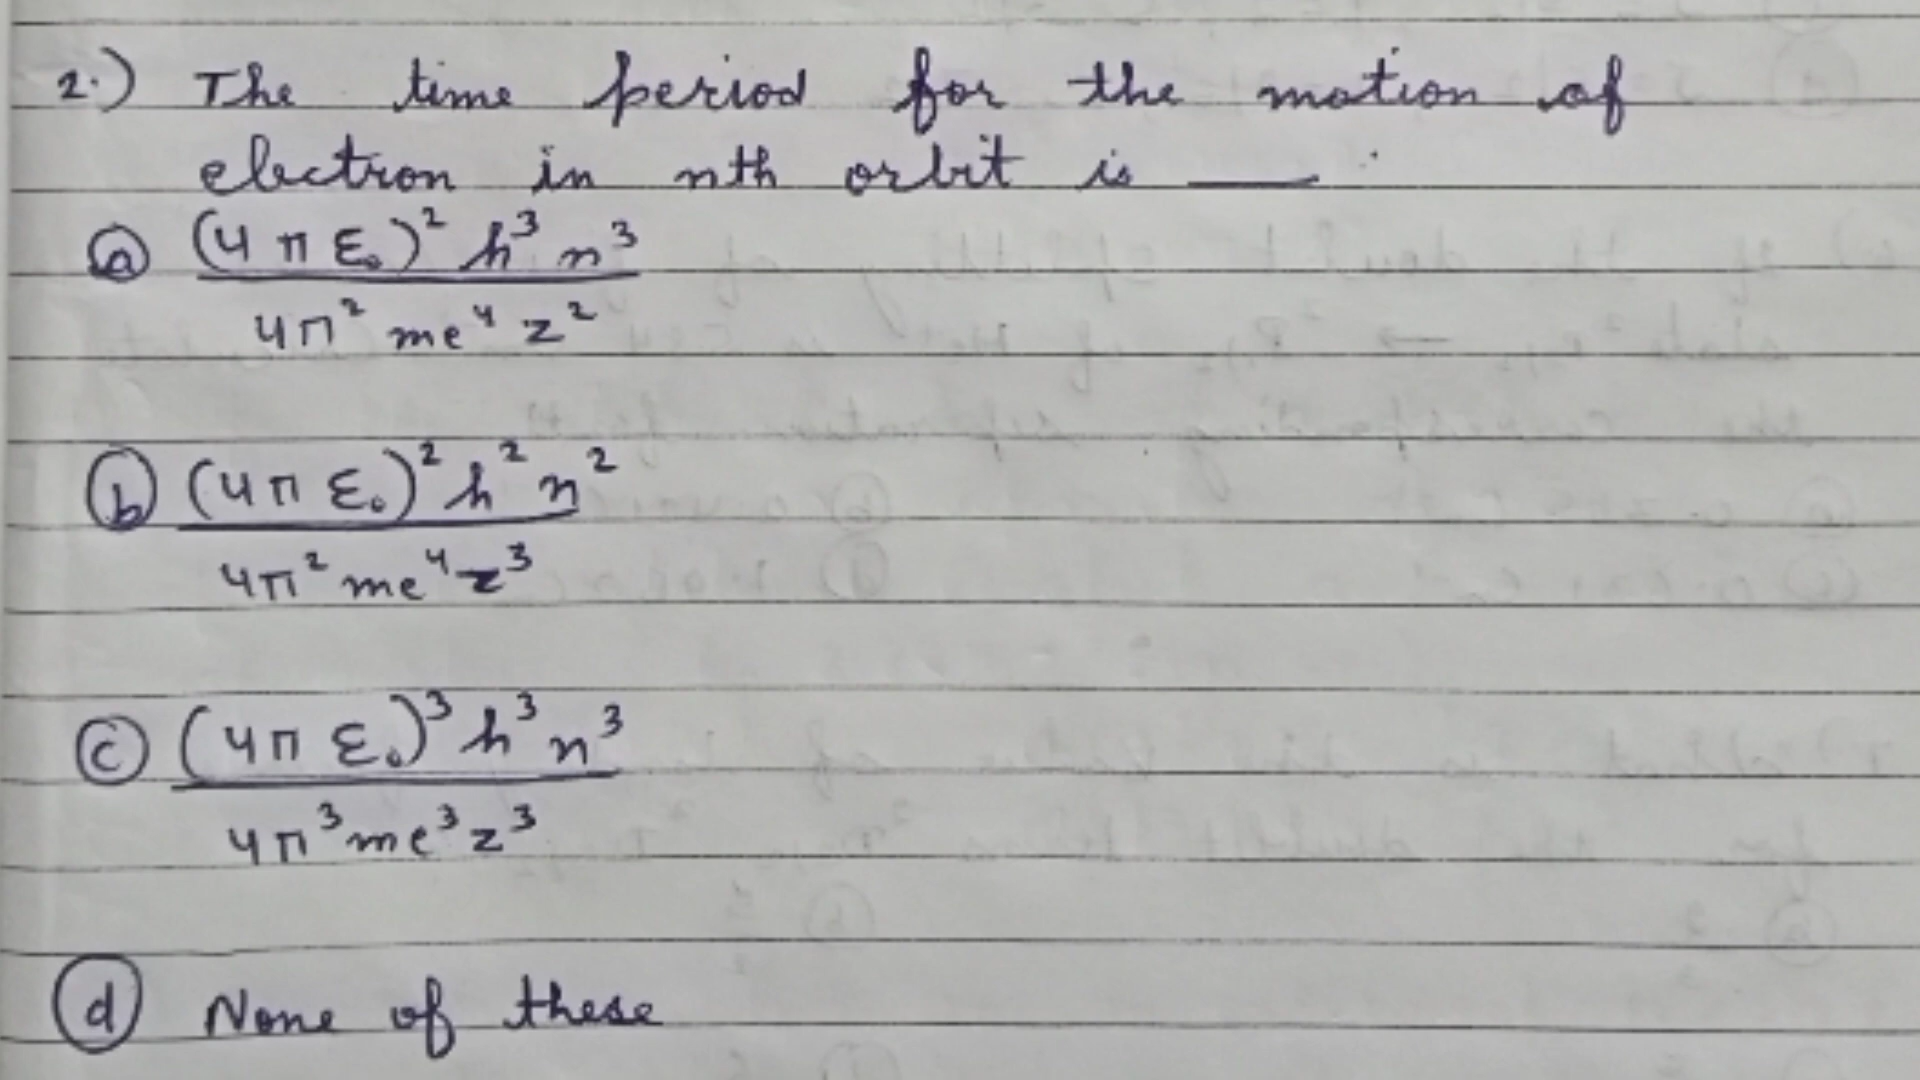 2.) The time period for the motion of
electron in nth orbit is ___.
(a) (4π ε₀)² h³ n³
4π² me⁴ z²
(b) (4π ε₀)² h² n²
4π² me⁴ z³
(c) (4π ε₀)³ h³ n³
4π³ me³ z³
(d) None of these